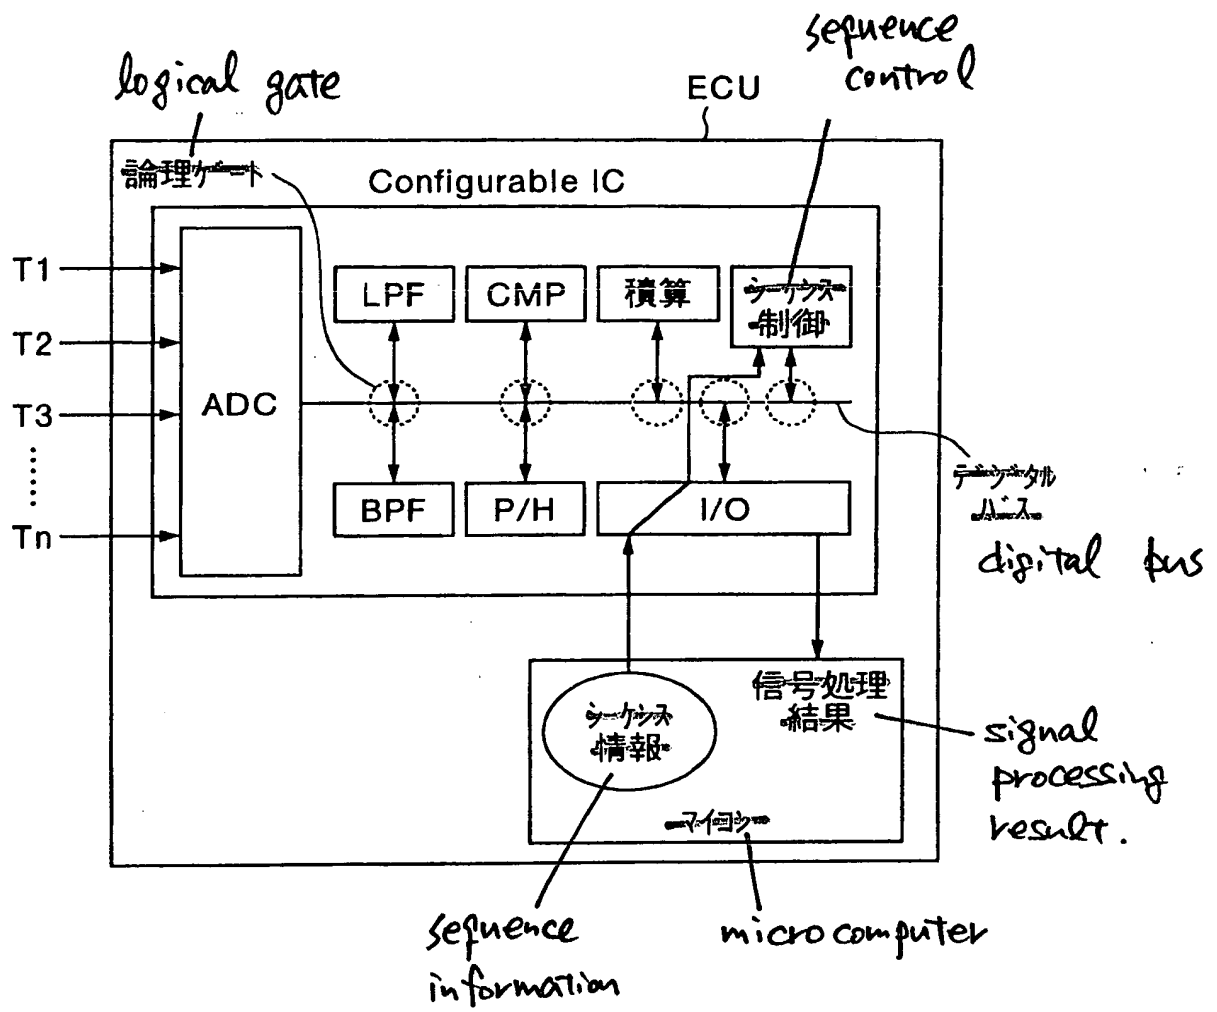 sequence
control
logical gate
ECU
論理ゲート
Configurable IC
T1
T2
T3
Tn
ADC
LPF
CMP
積算
シーケンス
制御
BPF
P/H
I/O
デジタル
バス
digital bus
シーケンス
情報
信号処理
結果
マイコン
signal
processing
result.
sequence
information
microcomputer